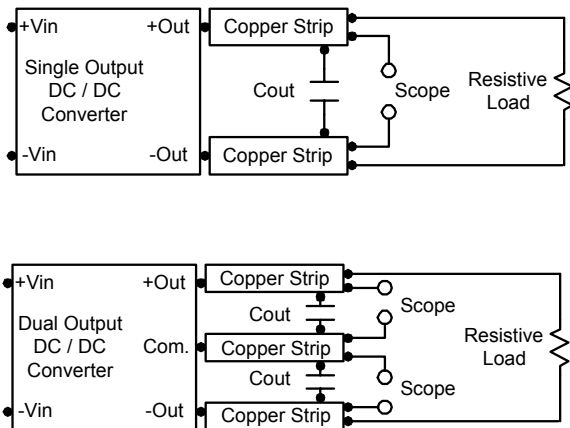 +Vin
+Out
Copper Strip
Single Output
DC / DC
Converter
Cout
Scope
Resistive
Load
-Vin
-Out
Copper Strip
+Vin
+Out
Copper Strip
Cout
Scope
Dual Output
DC / DC
Converter
Com.
Copper Strip
Resistive
Load
Cout
Scope
-Vin
-Out
Copper Strip